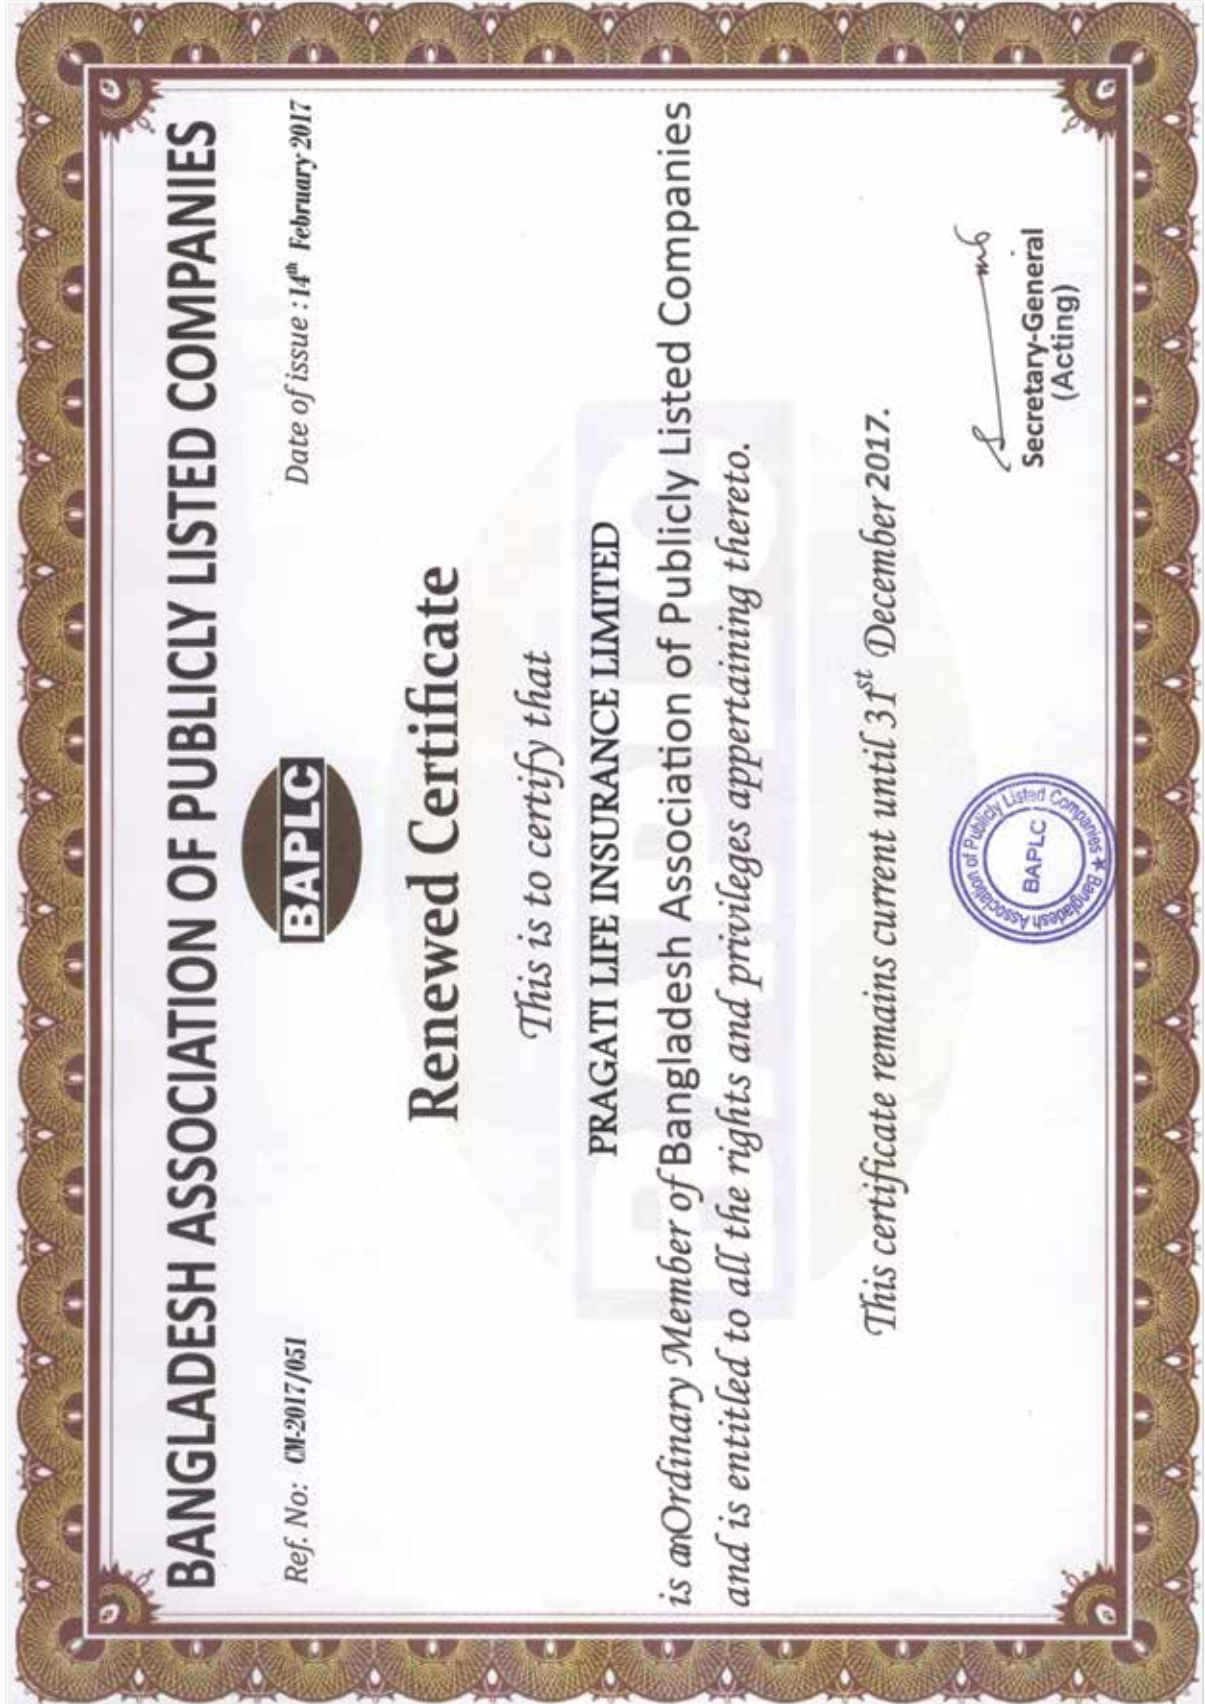 BANGLADESH ASSOCIATION OF PUBLICLY LISTED COMPANIES
Ref. No: CM-2017/051
BAPLC
Date of issue : 14th February 2017
Renewed Certificate
This is to certify that
PRAGATI LIFE INSURANCE LIMITED
is an Ordinary Member of Bangladesh Association of Publicly Listed Companies
and is entitled to all the rights and privileges appertaining thereto.
This certificate remains current until 31st December 2017.
Bangladesh Association of Publicly Listed Companies ★
BAPLC
Secretary-General
(Acting)
BAPLC